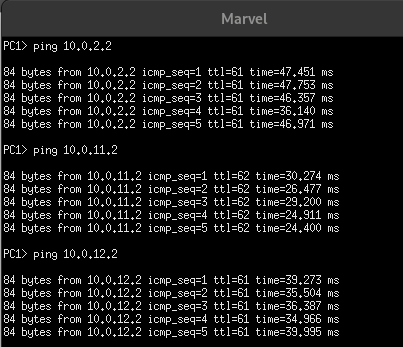 Marvel
PC1> ping 10.0.2.2
84 bytes from 10.0.2.2 icmp_seq=1 ttl=61 time=47.451 ms
84 bytes from 10.0.2.2 icmp_seq=2 ttl=61 time=47.753 ms
84 bytes from 10.0.2.2 icmp_seq=3 ttl=61 time=46.357 ms
84 bytes from 10.0.2.2 icmp_seq=4 ttl=61 time=36.140 ms
84 bytes from 10.0.2.2 icmp_seq=5 ttl=61 time=46.971 ms
PC1> ping 10.0.11.2
84 bytes from 10.0.11.2 icmp_seq=1 ttl=62 time=30.274 ms
84 bytes from 10.0.11.2 icmp_seq=2 ttl=62 time=26.477 ms
84 bytes from 10.0.11.2 icmp_seq=3 ttl=62 time=29.200 ms
84 bytes from 10.0.11.2 icmp_seq=4 ttl=62 time=24.911 ms
84 bytes from 10.0.11.2 icmp_seq=5 ttl=62 time=24.400 ms
PC1> ping 10.0.12.2
84 bytes from 10.0.12.2 icmp_seq=1 ttl=61 time=39.273 ms
84 bytes from 10.0.12.2 icmp_seq=2 ttl=61 time=35.504 ms
84 bytes from 10.0.12.2 icmp_seq=3 ttl=61 time=36.387 ms
84 bytes from 10.0.12.2 icmp_seq=4 ttl=61 time=34.966 ms
84 bytes from 10.0.12.2 icmp_seq=5 ttl=61 time=39.995 ms